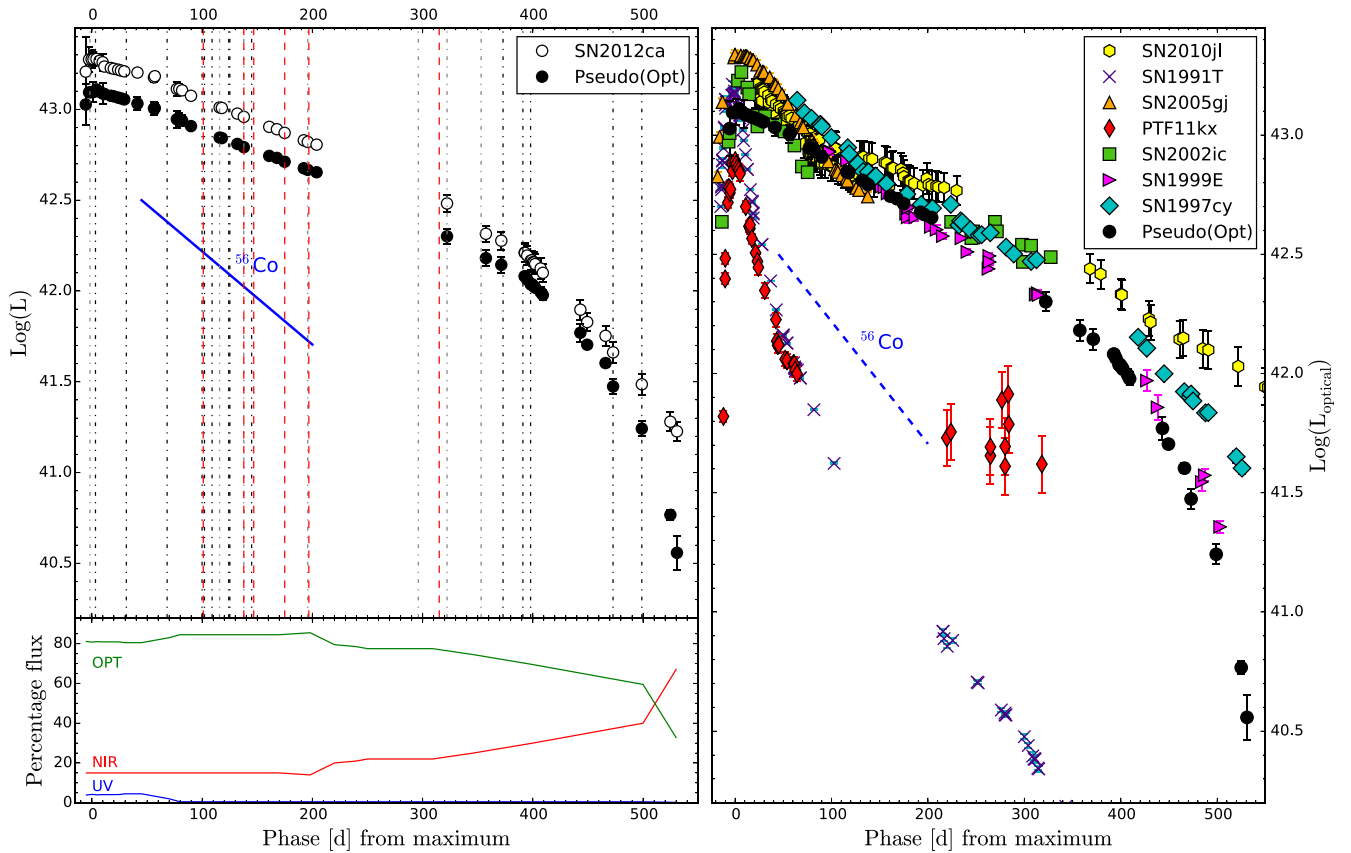 0 100 200 300 400 500
SN2012ca
Pseudo(Opt)
43.0
42.5
42.0
41.5
41.0
40.5
Log(L)
⁵⁶Co
80
60
40
20
0
Percentage flux
OPT
NIR
UV
0 100 200 300 400 500
Phase [d] from maximum
SN2010jl
SN1991T
SN2005gj
PTF11kx
SN2002ic
SN1999E
SN1997cy
Pseudo(Opt)
⁵⁶Co
43.0
42.5
42.0
41.5
41.0
40.5
Log(L_optical)
0 100 200 300 400 500
Phase [d] from maximum